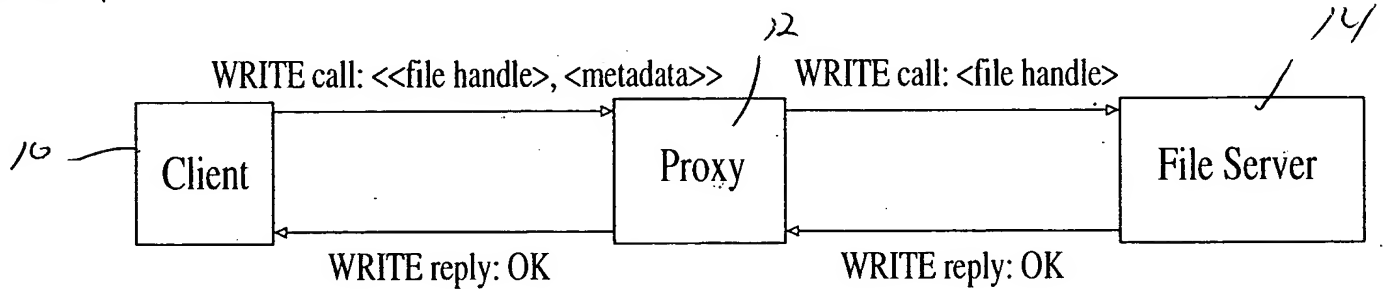 12
14
WRITE call: <<file handle>, <metadata>>
WRITE call: <file handle>
10
Client
Proxy
File Server
WRITE reply: OK
WRITE reply: OK